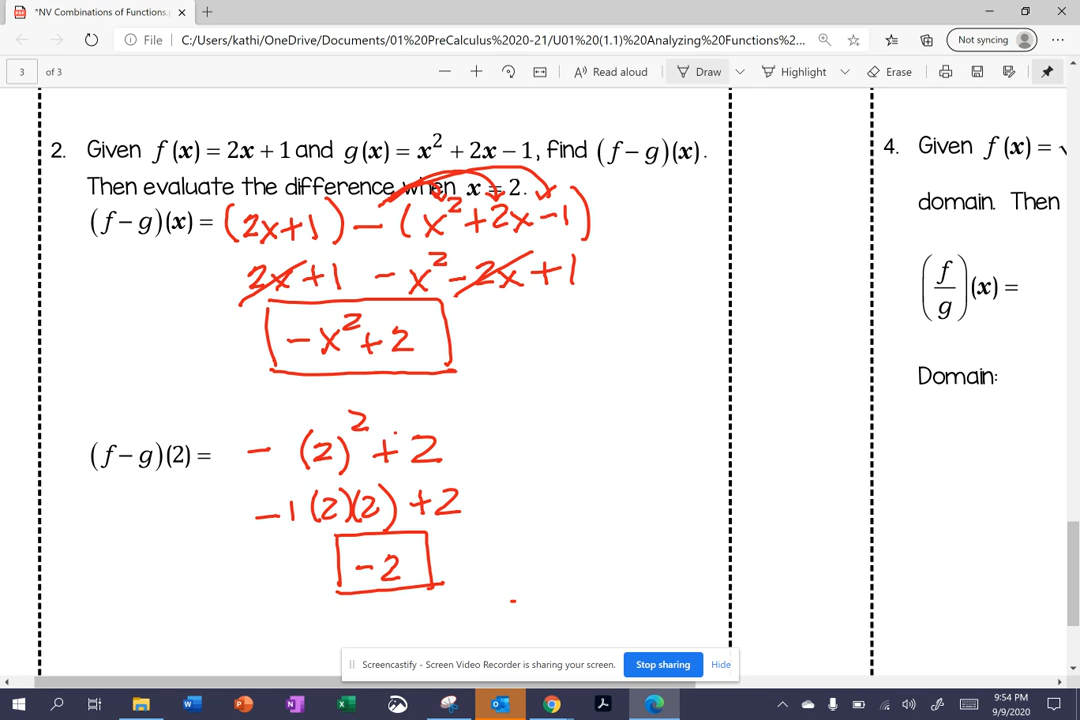 *NV Combinations of Functions.p
File
C:/Users/kathi/OneDrive/Documents/01%20PreCalculus%2020-21/U01%20(1.1)%20Analyzing%20Functions%2...
Not syncing
3 of 3
Read aloud
Draw
Highlight
Erase
2. Given f(x) = 2x + 1 and g(x) = x² + 2x − 1, find (f − g)(x).
Then evaluate the difference when x = 2.
(f − g)(x) = (2x+1) − (x²+2x−1)
2x+1 −x²−2x+1
−x²+2
(f − g)(2) = −(2)²+2
−1(2)(2)+2
−2
4. Given f(x) = √
domain. Then
(f/g)(x) =
Domain:
Screencastify - Screen Video Recorder is sharing your screen.
Stop sharing
Hide
9:54 PM
9/9/2020